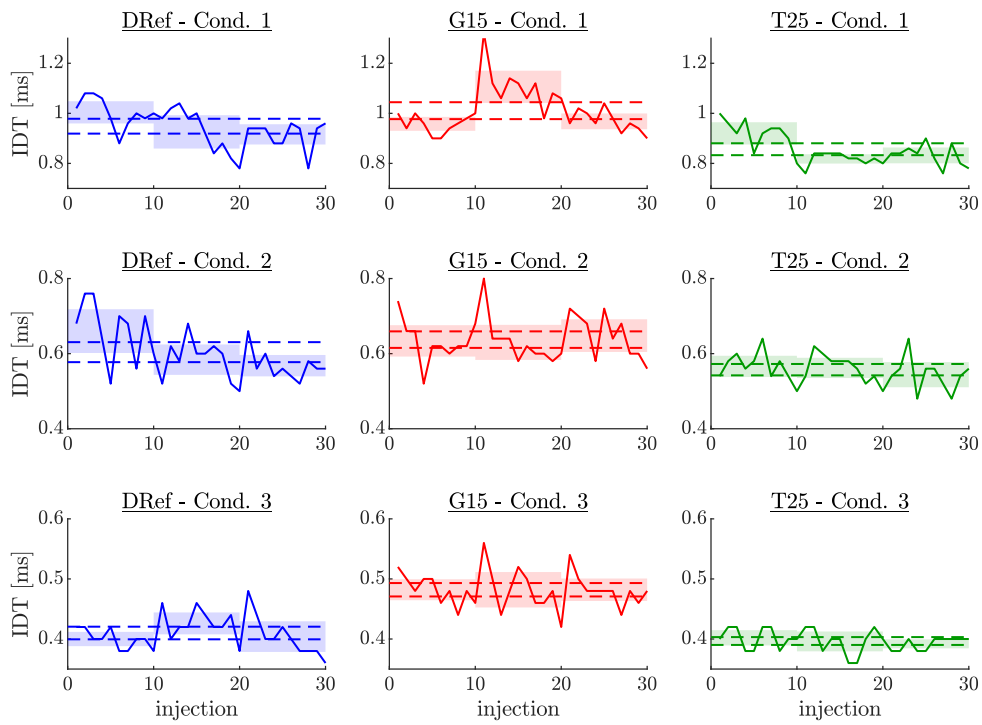 DRef - Cond. 1
G15 - Cond. 1
T25 - Cond. 1
IDT [ms]
1.2
1
0.8
0 10 20 30
1.2
1
0.8
0 10 20 30
1.2
1
0.8
0 10 20 30
DRef - Cond. 2
G15 - Cond. 2
T25 - Cond. 2
IDT [ms]
0.8
0.6
0.4
0 10 20 30
0.8
0.6
0.4
0 10 20 30
0.8
0.6
0.4
0 10 20 30
DRef - Cond. 3
G15 - Cond. 3
T25 - Cond. 3
IDT [ms]
0.6
0.5
0.4
0 10 20 30
injection
0.6
0.5
0.4
0 10 20 30
injection
0.6
0.5
0.4
0 10 20 30
injection